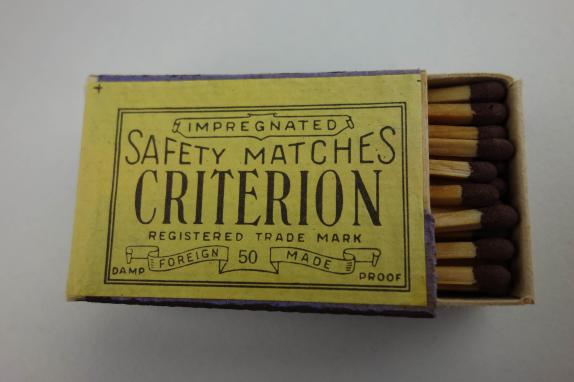 IMPREGNATED
SAFETY MATCHES
CRITERION
REGISTERED TRADE MARK
FOREIGN 50 MADE
DAMP PROOF